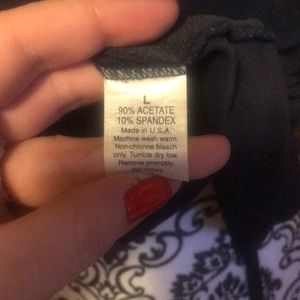 L
90% ACETATE
10% SPANDEX
Made in U.S.A.
Machine wash warm
Non-chlorine bleach
only. Tumble dry low.
Remove promptly.